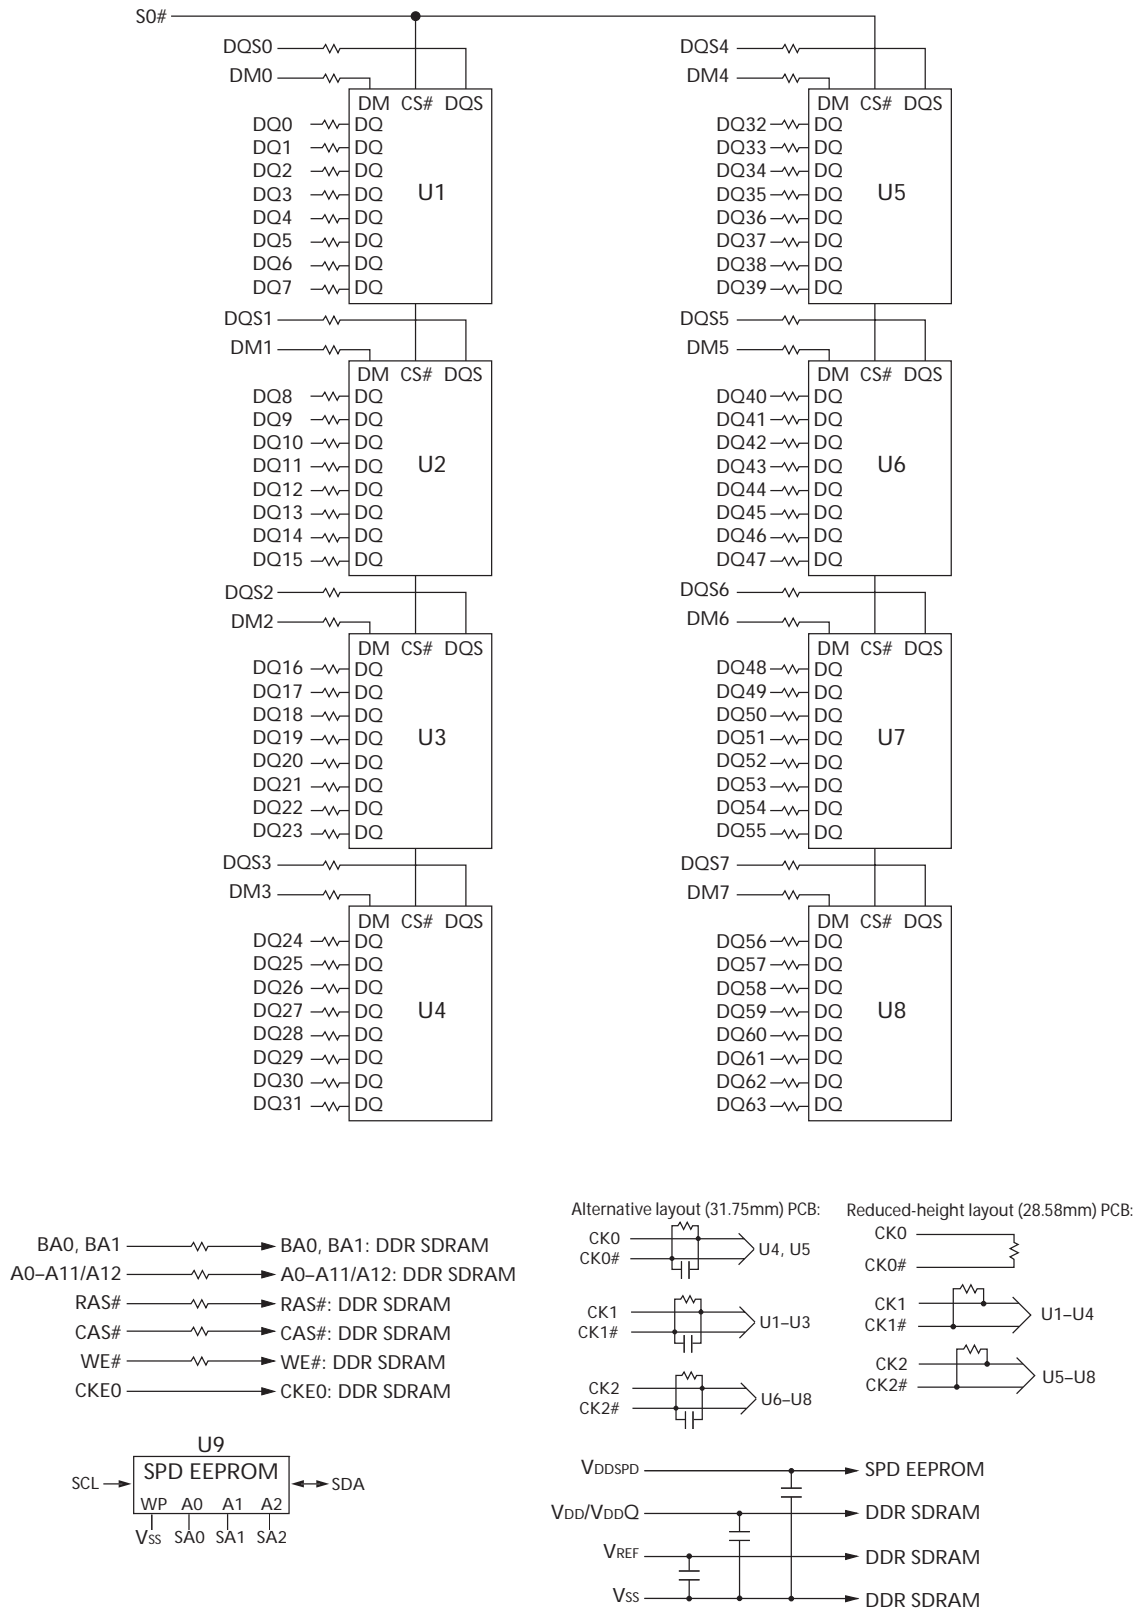 S0#
DQS0
DM0
DM CS# DQS
DQ0 DQ
DQ1 DQ
DQ2 DQ
DQ3 DQ
U1
DQ4 DQ
DQ5 DQ
DQ6 DQ
DQ7 DQ
DQS1
DM1
DM CS# DQS
DQ8 DQ
DQ9 DQ
DQ10 DQ
DQ11 DQ
U2
DQ12 DQ
DQ13 DQ
DQ14 DQ
DQ15 DQ
DQS2
DM2
DM CS# DQS
DQ16 DQ
DQ17 DQ
DQ18 DQ
DQ19 DQ
U3
DQ20 DQ
DQ21 DQ
DQ22 DQ
DQ23 DQ
DQS3
DM3
DM CS# DQS
DQ24 DQ
DQ25 DQ
DQ26 DQ
DQ27 DQ
U4
DQ28 DQ
DQ29 DQ
DQ30 DQ
DQ31 DQ
DQS4
DM4
DM CS# DQS
DQ32 DQ
DQ33 DQ
DQ34 DQ
DQ35 DQ
U5
DQ36 DQ
DQ37 DQ
DQ38 DQ
DQ39 DQ
DQS5
DM5
DM CS# DQS
DQ40 DQ
DQ41 DQ
DQ42 DQ
DQ43 DQ
U6
DQ44 DQ
DQ45 DQ
DQ46 DQ
DQ47 DQ
DQS6
DM6
DM CS# DQS
DQ48 DQ
DQ49 DQ
DQ50 DQ
DQ51 DQ
U7
DQ52 DQ
DQ53 DQ
DQ54 DQ
DQ55 DQ
DQS7
DM7
DM CS# DQS
DQ56 DQ
DQ57 DQ
DQ58 DQ
DQ59 DQ
U8
DQ60 DQ
DQ61 DQ
DQ62 DQ
DQ63 DQ
BA0, BA1 BA0, BA1: DDR SDRAM
A0–A11/A12 A0–A11/A12: DDR SDRAM
RAS# RAS#: DDR SDRAM
CAS# CAS#: DDR SDRAM
WE# WE#: DDR SDRAM
CKE0 CKE0: DDR SDRAM
U9
SCL SPD EEPROM SDA
WP A0 A1 A2
VSS SA0 SA1 SA2
Alternative layout (31.75mm) PCB:
CK0
CK0#
U4, U5
CK1
CK1#
U1–U3
CK2
CK2#
U6–U8
Reduced-height layout (28.58mm) PCB:
CK0
CK0#
CK1
CK1#
U1–U4
CK2
CK2#
U5–U8
VDDSPD SPD EEPROM
VDD/VDDQ DDR SDRAM
VREF DDR SDRAM
VSS DDR SDRAM